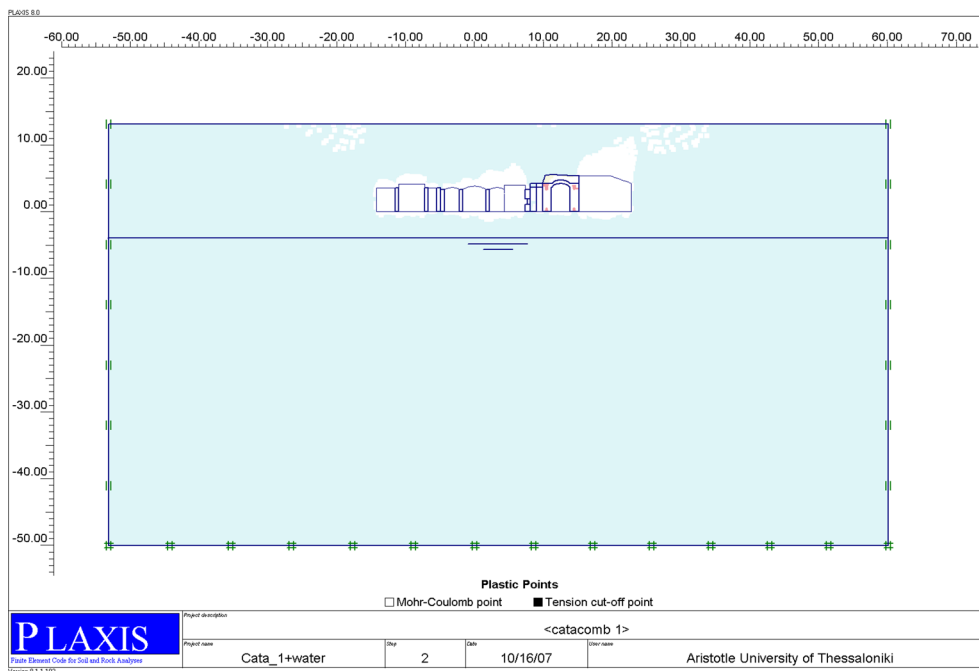 PLAXIS 8.0
-60.00 -50.00 -40.00 -30.00 -20.00 -10.00 0.00 10.00 20.00 30.00 40.00 50.00 60.00 70.00
20.00
10.00
0.00
-10.00
-20.00
-30.00
-40.00
-50.00
Plastic Points
Mohr-Coulomb point Tension cut-off point
Project description
<catacomb 1>
PLAXIS
Finite Element Code for Soil and Rock Analyses
Project name Step Date User name
Cata_1+water 2 10/16/07 Aristotle University of Thessaloniki